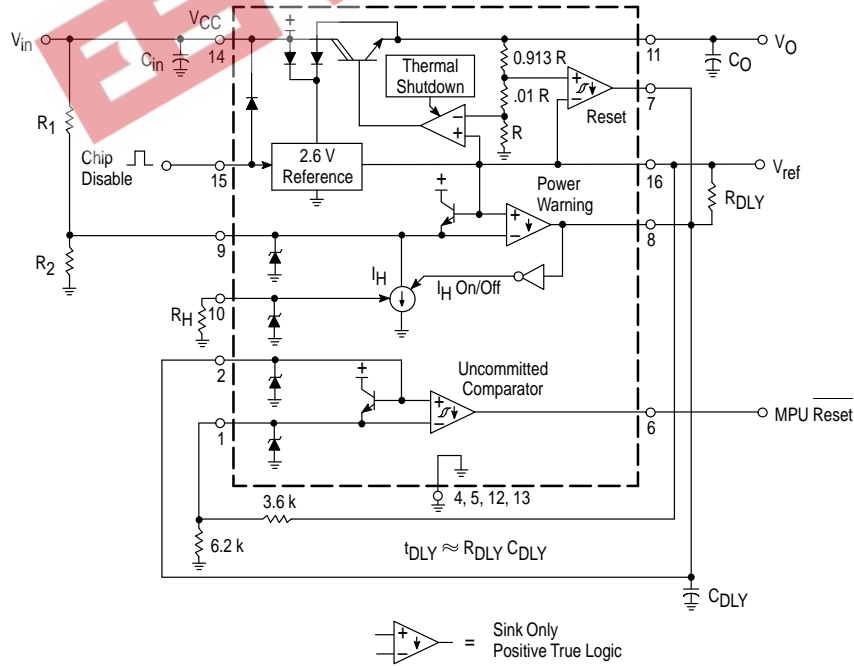 Vin
VCC
Cin
14
0.913 R
11
CO
VO
Thermal
Shutdown
.01 R
7
Reset
R
R1
Chip
Disable
15
2.6 V
Reference
16
Vref
+
Power
Warning
RDLY
9
8
R2
IH
IH On/Off
10
RH
2
Uncommitted
Comparator
1
6
MPU Reset
4, 5, 12, 13
3.6 k
6.2 k
tDLY ≈ RDLY CDLY
CDLY
= Sink Only
Positive True Logic